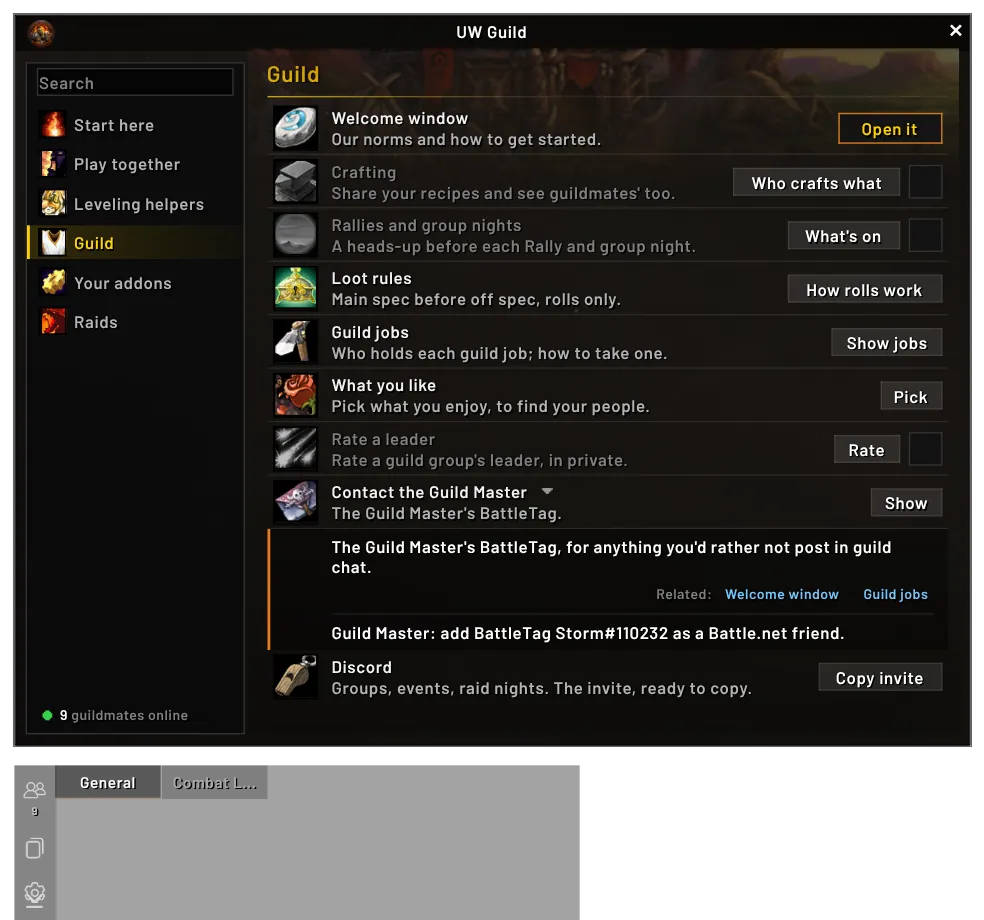 UW Guild
Search
Start here
Play together
Leveling helpers
Guild
Your addons
Raids
9 guildmates online
Guild
Welcome window
Our norms and how to get started.
Open it
Crafting
Share your recipes and see guildmates' too.
Who crafts what
Rallies and group nights
A heads-up before each Rally and group night.
What's on
Loot rules
Main spec before off spec, rolls only.
How rolls work
Guild jobs
Who holds each guild job; how to take one.
Show jobs
What you like
Pick what you enjoy, to find your people.
Pick
Rate a leader
Rate a guild group's leader, in private.
Rate
Contact the Guild Master
The Guild Master's BattleTag.
Show
The Guild Master's BattleTag, for anything you'd rather not post in guild
chat.
Related: Welcome window Guild jobs
Guild Master: add BattleTag Storm#110232 as a Battle.net friend.
Discord
Groups, events, raid nights. The invite, ready to copy.
Copy invite
General
Combat L...
9